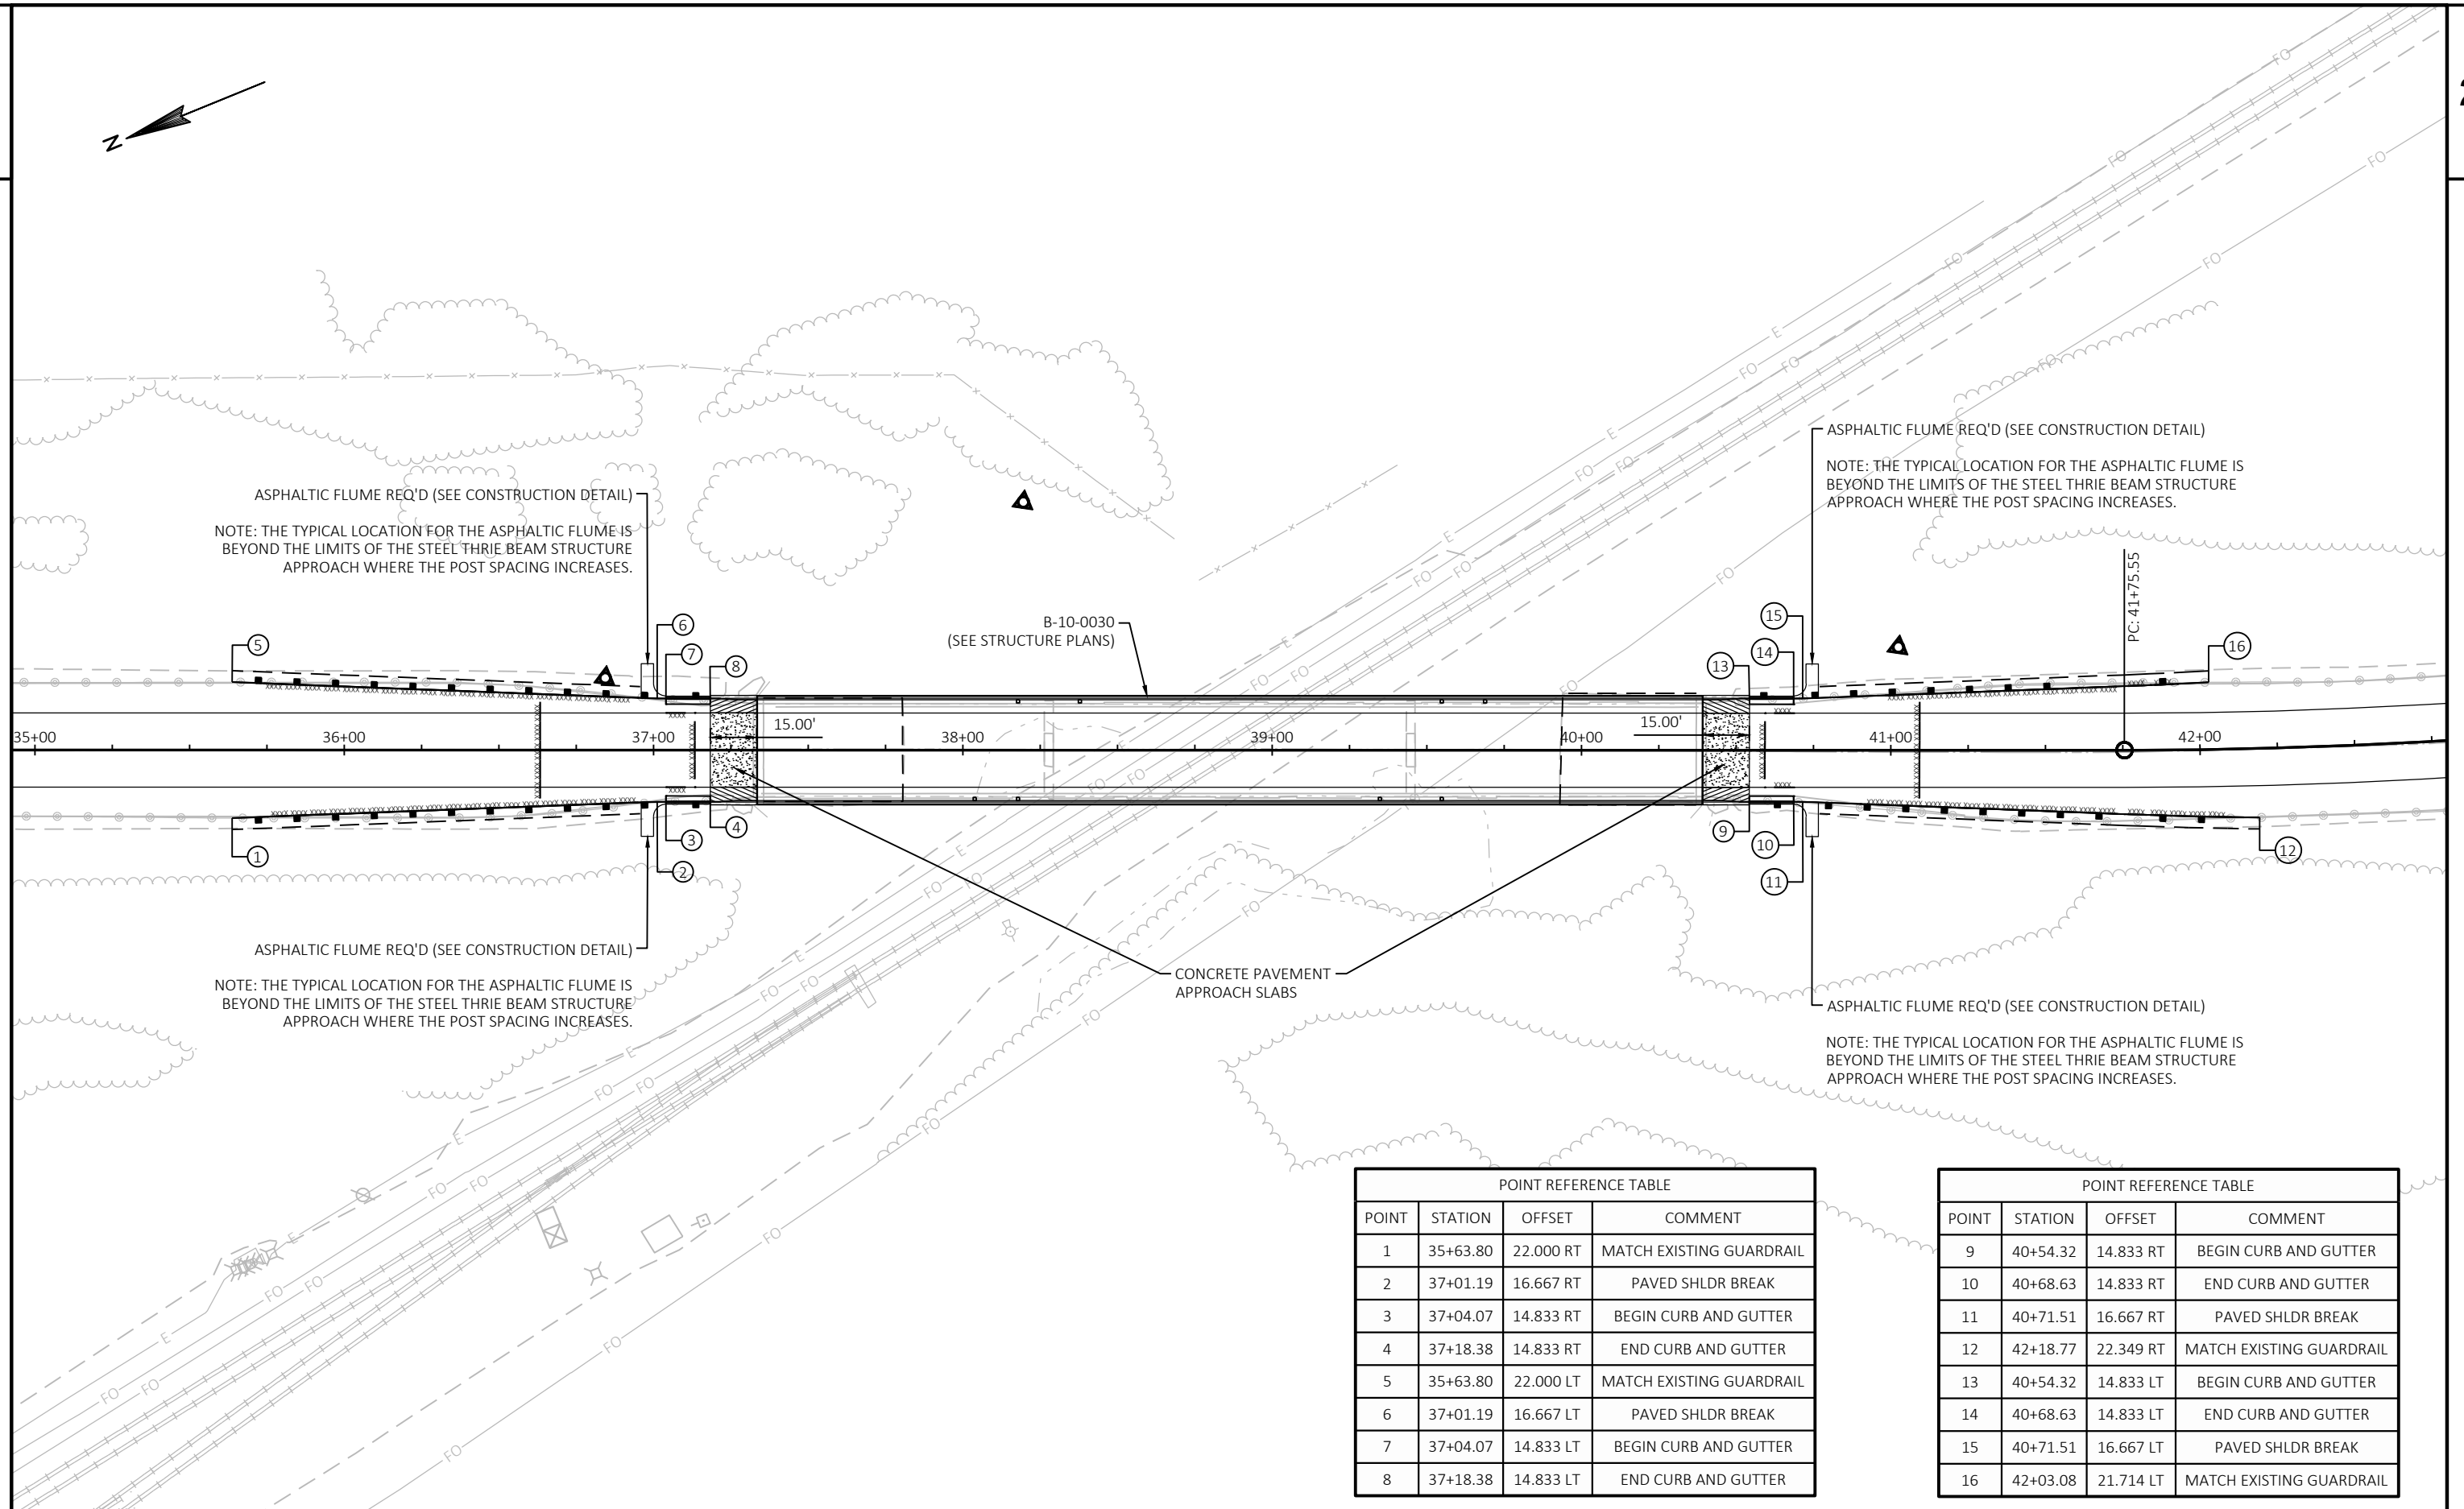 N
ASPHALTIC FLUME REQ'D (SEE CONSTRUCTION DETAIL)
NOTE: THE TYPICAL LOCATION FOR THE ASPHALTIC FLUME IS
BEYOND THE LIMITS OF THE STEEL THRIE BEAM STRUCTURE
APPROACH WHERE THE POST SPACING INCREASES.
ASPHALTIC FLUME REQ'D (SEE CONSTRUCTION DETAIL)
NOTE: THE TYPICAL LOCATION FOR THE ASPHALTIC FLUME IS
BEYOND THE LIMITS OF THE STEEL THRIE BEAM STRUCTURE
APPROACH WHERE THE POST SPACING INCREASES.
PC: 41+75.55
B-10-0030
(SEE STRUCTURE PLANS)
5
6
7
8
13
14
15
16
15.00'
15.00'
35+00
36+00
37+00
38+00
39+00
40+00
41+00
42+00
1
2
3
4
9
10
11
12
ASPHALTIC FLUME REQ'D (SEE CONSTRUCTION DETAIL)
NOTE: THE TYPICAL LOCATION FOR THE ASPHALTIC FLUME IS
BEYOND THE LIMITS OF THE STEEL THRIE BEAM STRUCTURE
APPROACH WHERE THE POST SPACING INCREASES.
CONCRETE PAVEMENT
APPROACH SLABS
ASPHALTIC FLUME REQ'D (SEE CONSTRUCTION DETAIL)
NOTE: THE TYPICAL LOCATION FOR THE ASPHALTIC FLUME IS
BEYOND THE LIMITS OF THE STEEL THRIE BEAM STRUCTURE
APPROACH WHERE THE POST SPACING INCREASES.
POINT REFERENCE TABLE
POINT STATION OFFSET COMMENT
1 35+63.80 22.000 RT MATCH EXISTING GUARDRAIL
2 37+01.19 16.667 RT PAVED SHLDR BREAK
3 37+04.07 14.833 RT BEGIN CURB AND GUTTER
4 37+18.38 14.833 RT END CURB AND GUTTER
5 35+63.80 22.000 LT MATCH EXISTING GUARDRAIL
6 37+01.19 16.667 LT PAVED SHLDR BREAK
7 37+04.07 14.833 LT BEGIN CURB AND GUTTER
8 37+18.38 14.833 LT END CURB AND GUTTER
POINT REFERENCE TABLE
POINT STATION OFFSET COMMENT
9 40+54.32 14.833 RT BEGIN CURB AND GUTTER
10 40+68.63 14.833 RT END CURB AND GUTTER
11 40+71.51 16.667 RT PAVED SHLDR BREAK
12 42+18.77 22.349 RT MATCH EXISTING GUARDRAIL
13 40+54.32 14.833 LT BEGIN CURB AND GUTTER
14 40+68.63 14.833 LT END CURB AND GUTTER
15 40+71.51 16.667 LT PAVED SHLDR BREAK
16 42+03.08 21.714 LT MATCH EXISTING GUARDRAIL